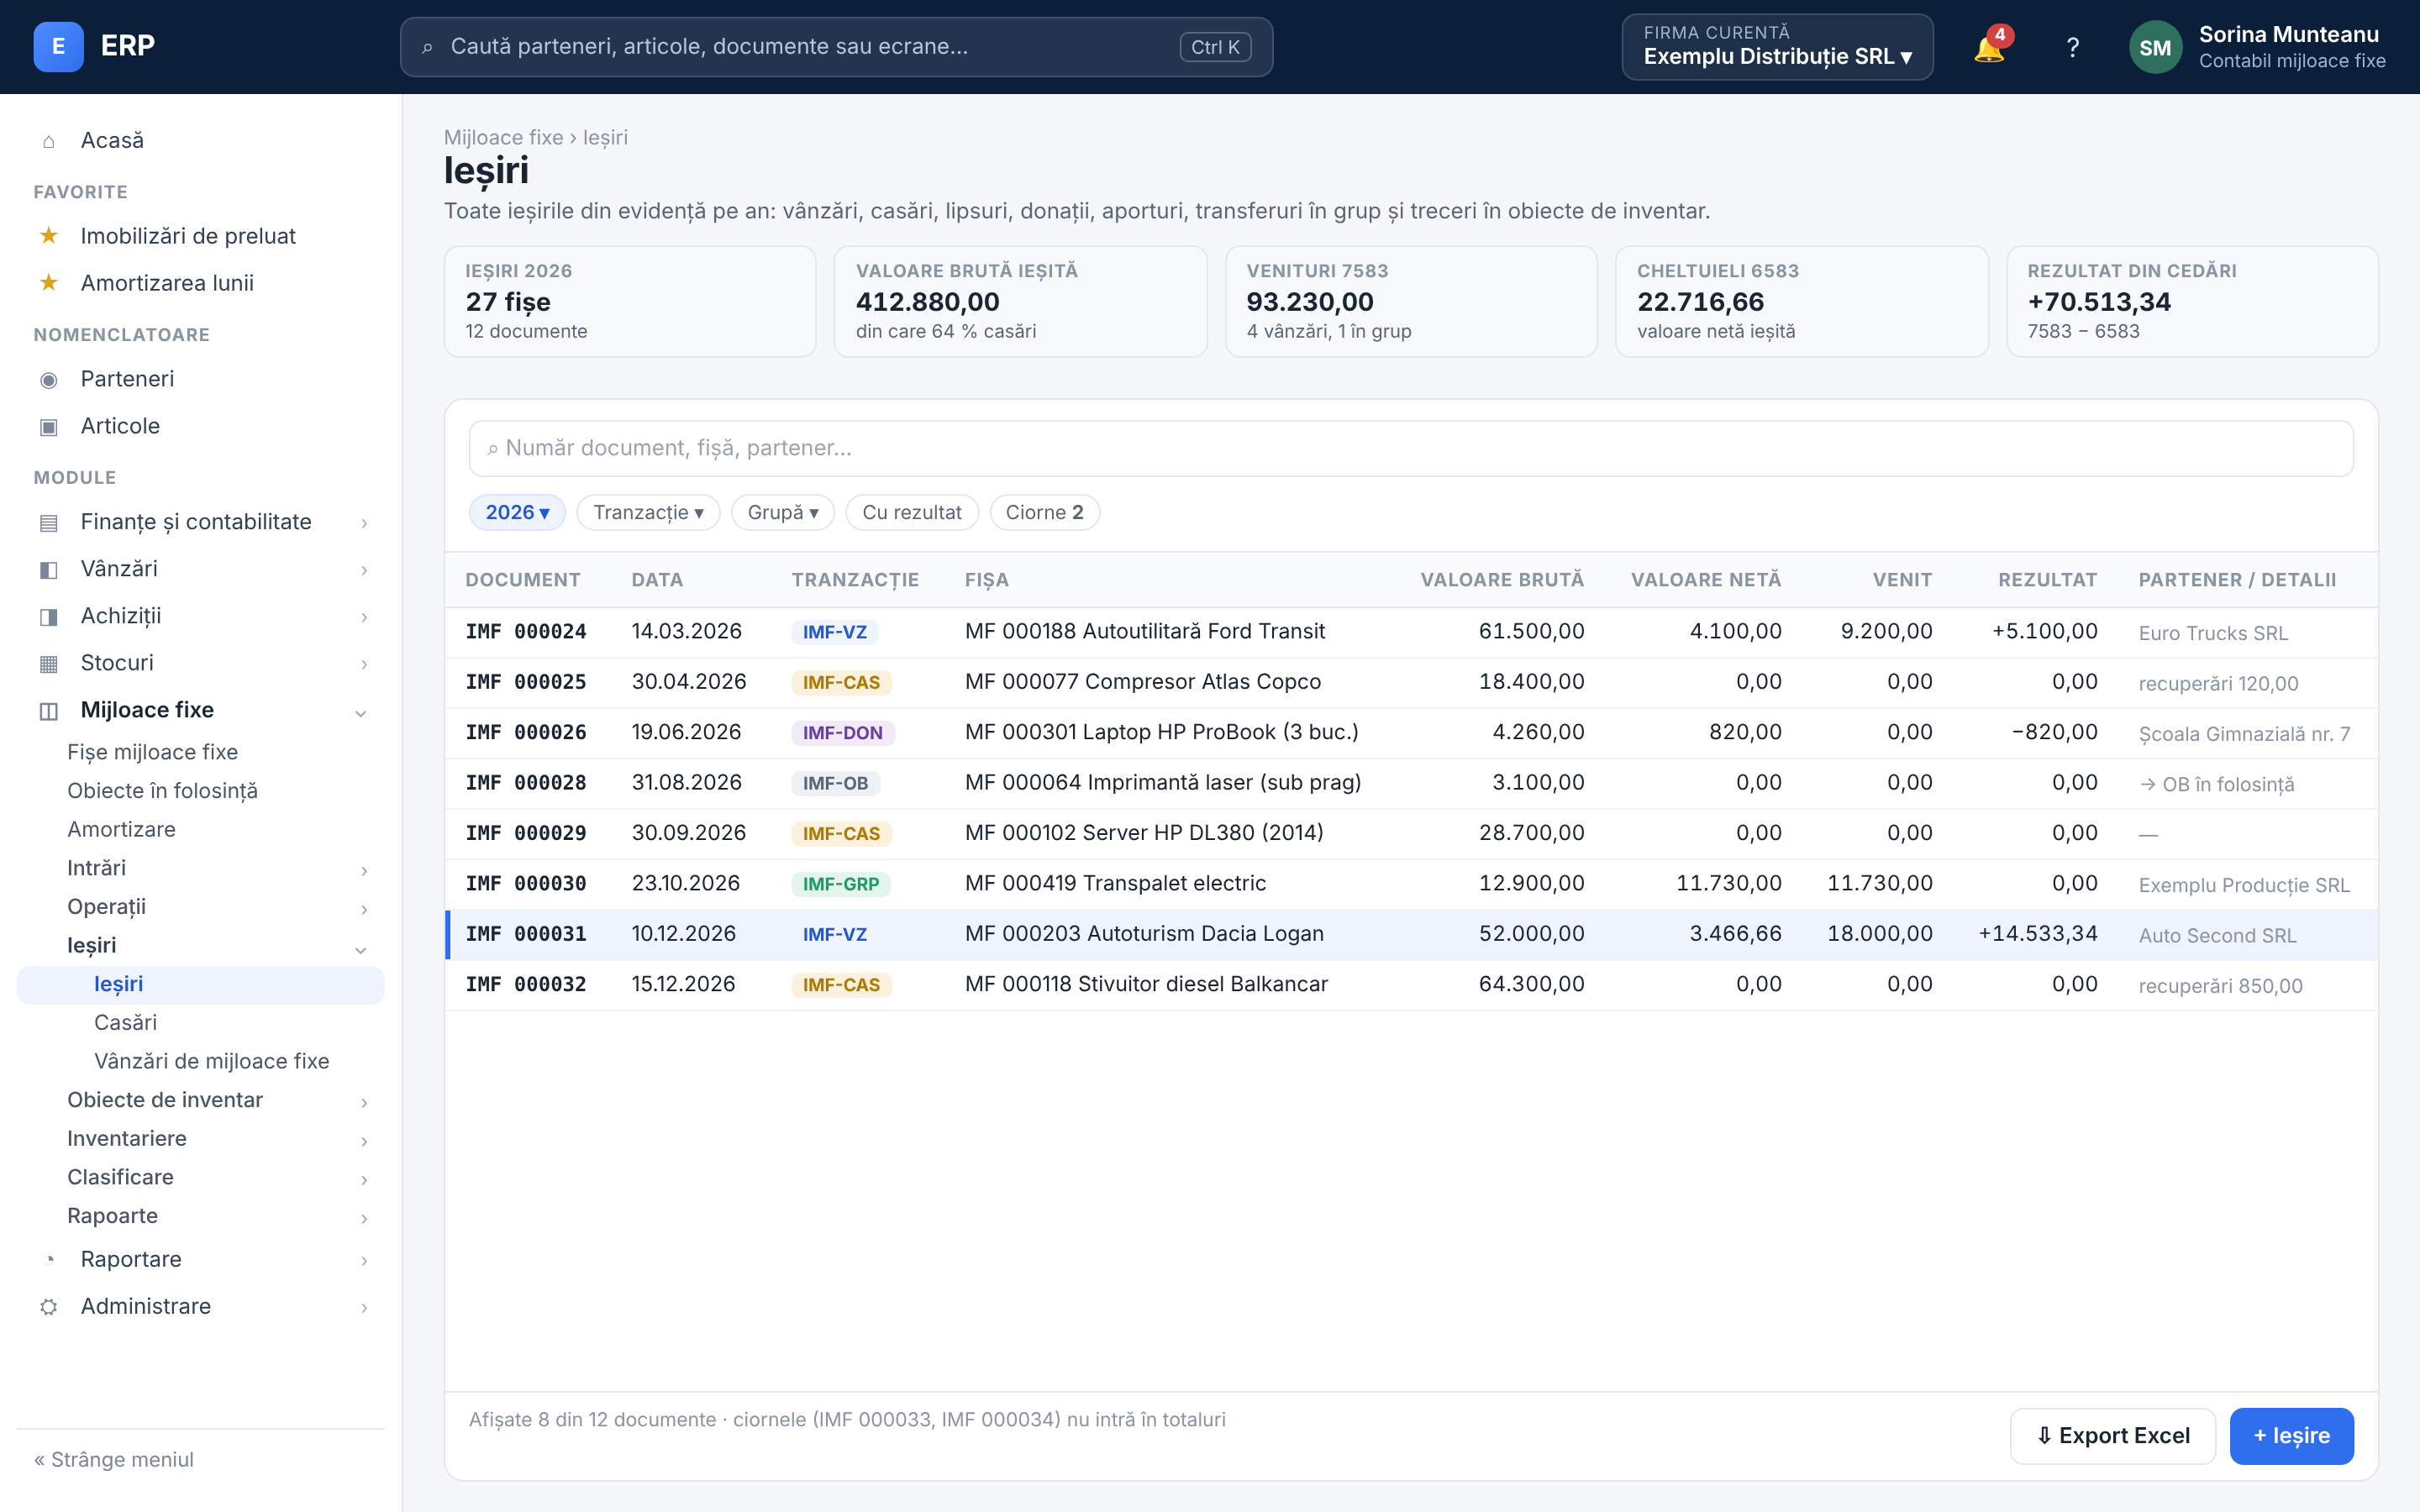 E ERP
Caută parteneri, articole, documente sau ecrane... Ctrl K
FIRMA CURENTĂ
Exemplu Distribuție SRL ▾
4
?
SM
Sorina Munteanu
Contabil mijloace fixe
Acasă
FAVORITE
★ Imobilizări de preluat
★ Amortizarea lunii
NOMENCLATOARE
Parteneri
Articole
MODULE
Finanțe și contabilitate ›
Vânzări ›
Achiziții ›
Stocuri ›
Mijloace fixe
Fișe mijloace fixe
Obiecte în folosință
Amortizare
Intrări ›
Operații ›
Ieșiri
Ieșiri
Casări
Vânzări de mijloace fixe
Obiecte de inventar ›
Inventariere ›
Clasificare ›
Rapoarte ›
Raportare ›
Administrare ›
« Strânge meniul
Mijloace fixe › Ieșiri
Ieșiri
Toate ieșirile din evidență pe an: vânzări, casări, lipsuri, donații, aporturi, transferuri în grup și treceri în obiecte de inventar.
IEȘIRI 2026
27 fișe
12 documente
VALOARE BRUTĂ IEȘITĂ
412.880,00
din care 64 % casări
VENITURI 7583
93.230,00
4 vânzări, 1 în grup
CHELTUIELI 6583
22.716,66
valoare netă ieșită
REZULTAT DIN CEDĂRI
+70.513,34
7583 − 6583
Număr document, fișă, partener...
2026 ▾ Tranzacție ▾ Grupă ▾ Cu rezultat Ciorne 2
DOCUMENT DATA TRANZACȚIE FIȘA VALOARE BRUTĂ VALOARE NETĂ VENIT REZULTAT PARTENER / DETALII
IMF 000024 14.03.2026 IMF-VZ MF 000188 Autoutilitară Ford Transit 61.500,00 4.100,00 9.200,00 +5.100,00 Euro Trucks SRL
IMF 000025 30.04.2026 IMF-CAS MF 000077 Compresor Atlas Copco 18.400,00 0,00 0,00 0,00 recuperări 120,00
IMF 000026 19.06.2026 IMF-DON MF 000301 Laptop HP ProBook (3 buc.) 4.260,00 820,00 0,00 −820,00 Școala Gimnazială nr. 7
IMF 000028 31.08.2026 IMF-OB MF 000064 Imprimantă laser (sub prag) 3.100,00 0,00 0,00 0,00 → OB în folosință
IMF 000029 30.09.2026 IMF-CAS MF 000102 Server HP DL380 (2014) 28.700,00 0,00 0,00 0,00 —
IMF 000030 23.10.2026 IMF-GRP MF 000419 Transpalet electric 12.900,00 11.730,00 11.730,00 0,00 Exemplu Producție SRL
IMF 000031 10.12.2026 IMF-VZ MF 000203 Autoturism Dacia Logan 52.000,00 3.466,66 18.000,00 +14.533,34 Auto Second SRL
IMF 000032 15.12.2026 IMF-CAS MF 000118 Stivuitor diesel Balkancar 64.300,00 0,00 0,00 0,00 recuperări 850,00
Afișate 8 din 12 documente · ciornele (IMF 000033, IMF 000034) nu intră în totaluri
⇩ Export Excel
+ Ieșire